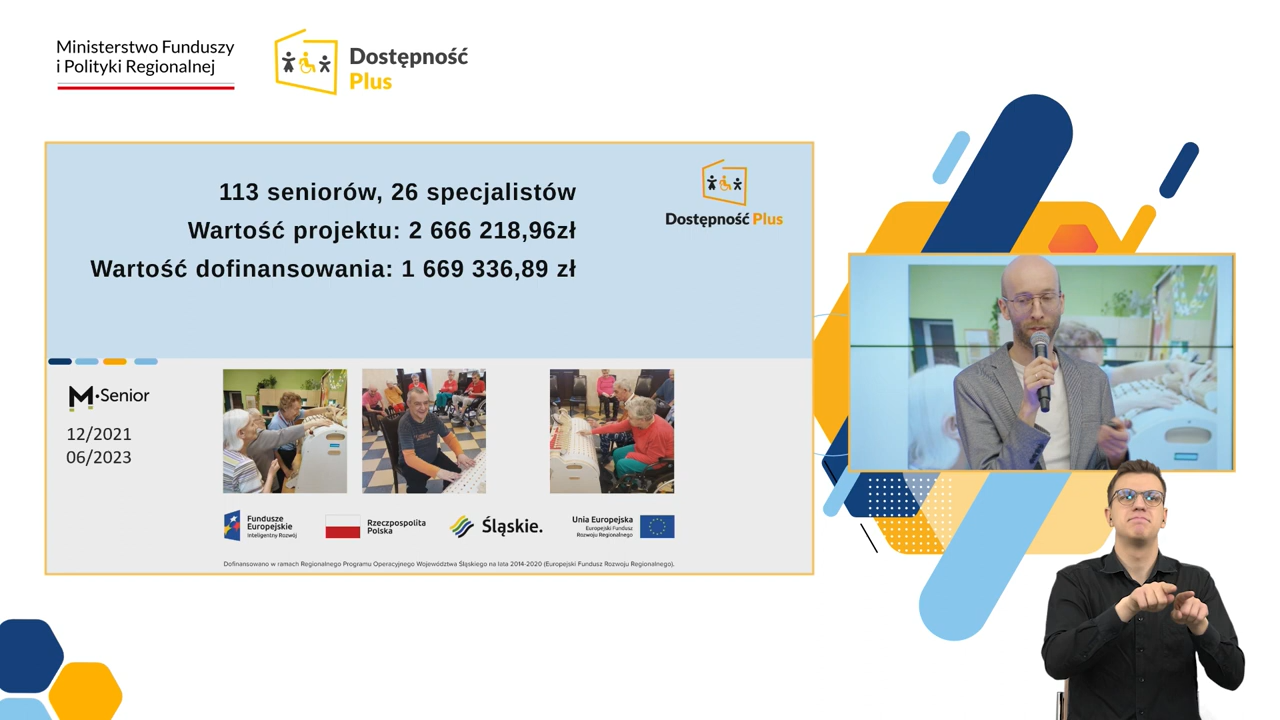 Ministerstwo Funduszy
i Polityki Regionalnej
Dostępność
Plus
113 seniorów, 26 specjalistów
Wartość projektu: 2 666 218,96zł
Wartość dofinansowania: 1 669 336,89 zł
Dostępność Plus
M·Senior
12/2021
06/2023
Fundusze
Europejskie
Inteligentny Rozwój
Rzeczpospolita
Polska
Śląskie.
Unia Europejska
Europejski Fundusz
Rozwoju Regionalnego
Dofinansowano w ramach Regionalnego Programu Operacyjnego Województwa Śląskiego na lata 2014-2020 (Europejski Fundusz Rozwoju Regionalnego).